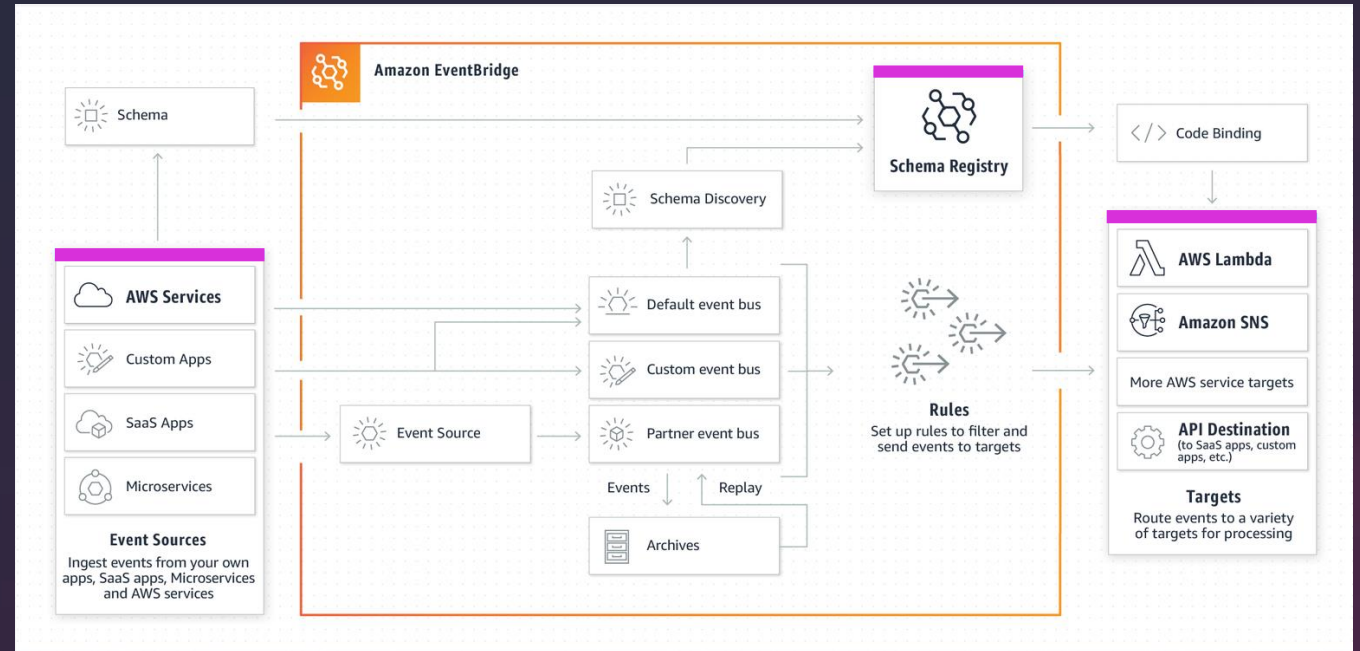 Amazon EventBridge
Schema
Schema Registry
</> Code Binding
Schema Discovery
AWS Services
Custom Apps
SaaS Apps
Microservices
Event Sources
Ingest events from your own
apps, SaaS apps, Microservices
and AWS services
Event Source
Default event bus
Custom event bus
Partner event bus
Events
Replay
Archives
Rules
Set up rules to filter and
send events to targets
AWS Lambda
Amazon SNS
More AWS service targets
API Destination
(to SaaS apps, custom
apps, etc.)
Targets
Route events to a variety
of targets for processing